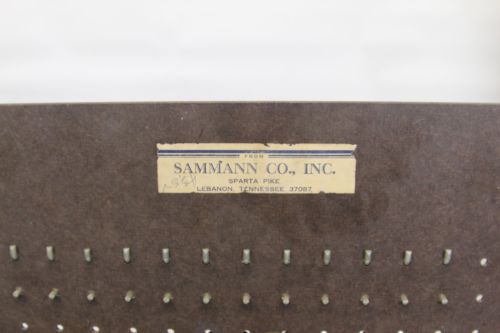 FROM
SAMMANN CO., INC.
SPARTA PIKE
LEBANON, TENNESSEE 37087